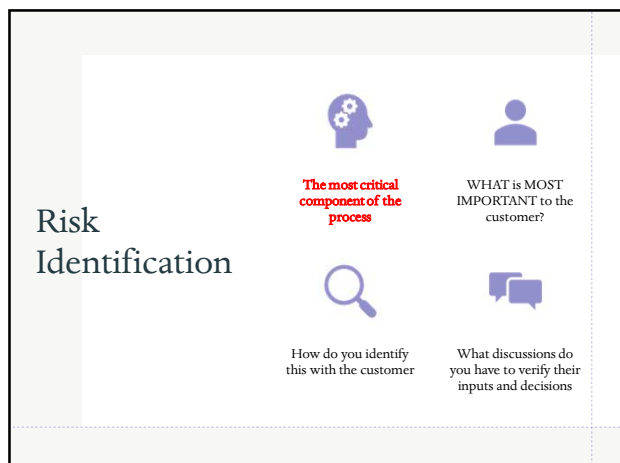 Risk
Identification
The most critical
component of the
process
WHAT is MOST
IMPORTANT to the
customer?
How do you identify
this with the customer
What discussions do
you have to verify their
inputs and decisions